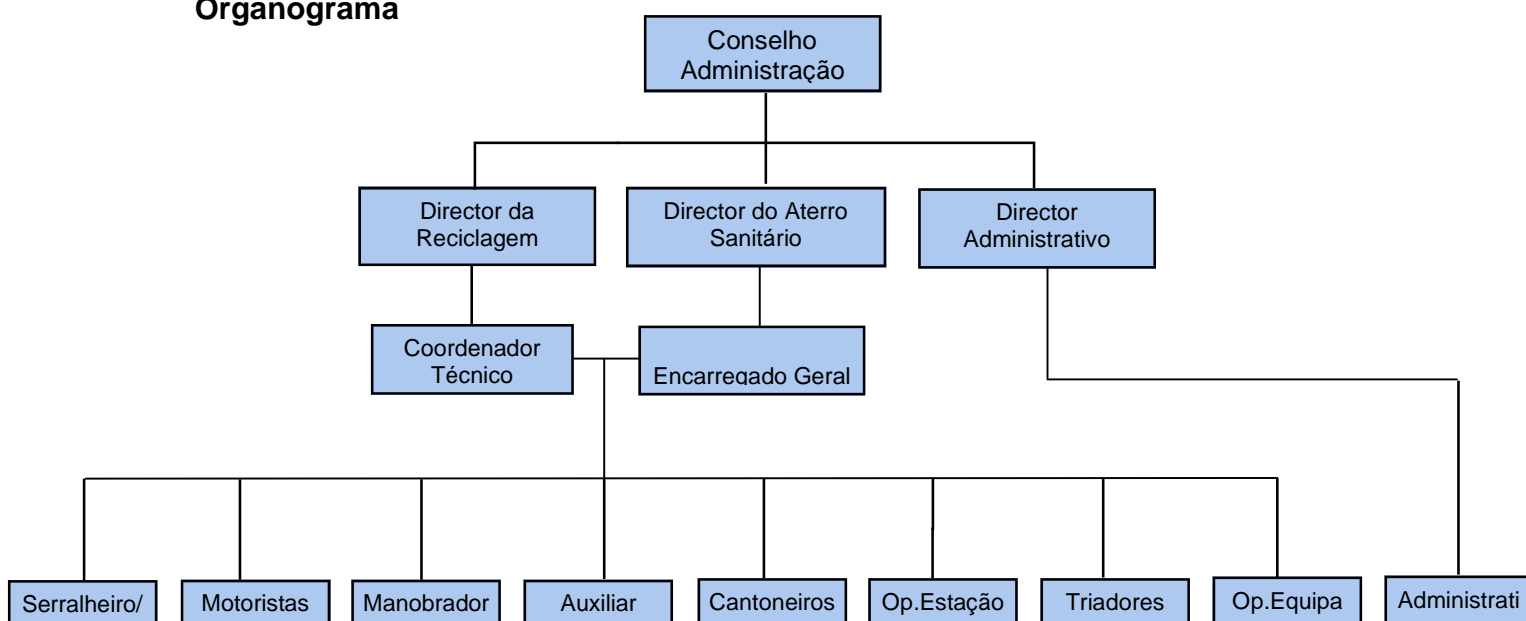 Organograma
Conselho
Administração
Director da
Reciclagem
Director do Aterro
Sanitário
Director
Administrativo
Coordenador
Técnico
Encarregado Geral
Serralheiro/
Motoristas
Manobrador
Auxiliar
Cantoneiros
Op.Estação
Triadores
Op.Equipa
Administrati